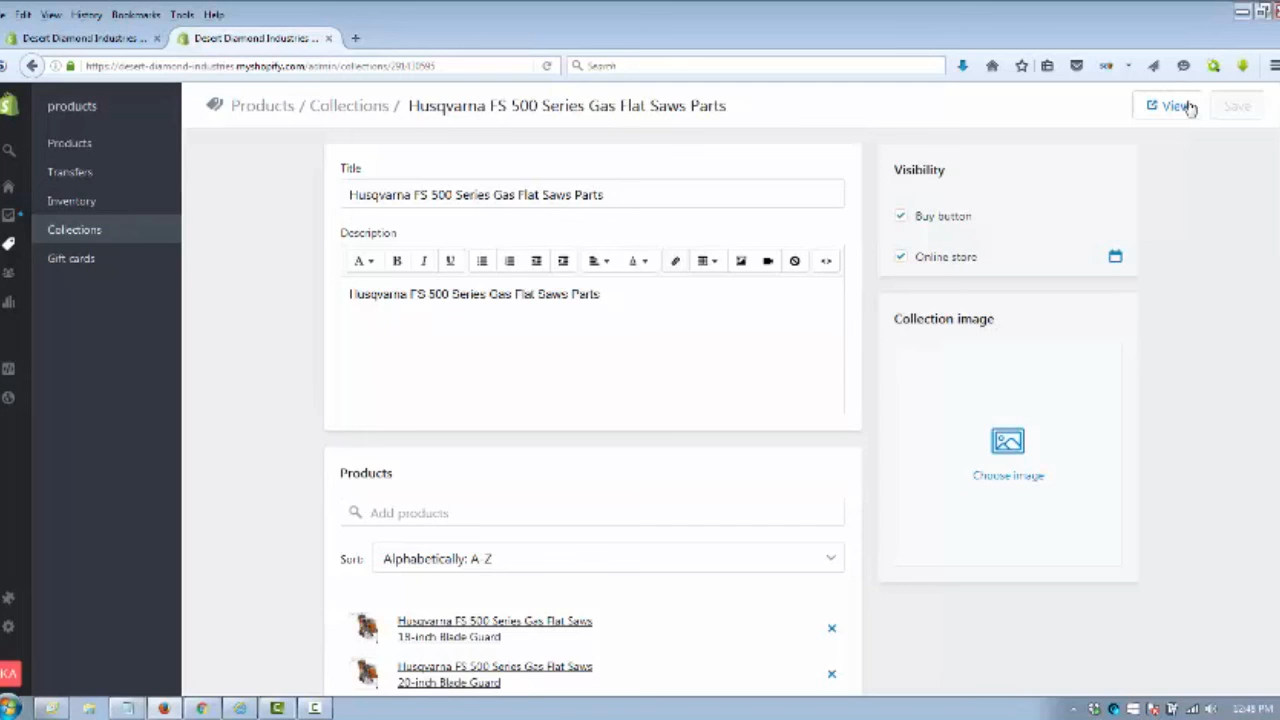 Edit View History Bookmarks Tools Help
Desert Diamond Industries ... ×
Desert Diamond Industries ... × +
https://desert-diamond-industries.myshopify.com/admin/collections/291430595
Search
products
Products / Collections / Husqvarna FS 500 Series Gas Flat Saws Parts
View
Save
Products
Transfers
Inventory
Collections
Gift cards
Title
Husqvarna FS 500 Series Gas Flat Saws Parts
Description
A B I U A <>
Husqvarna FS 500 Series Gas Flat Saws Parts
Visibility
Buy button
Online store
Collection image
Choose image
Products
Add products
Sort: Alphabetically: A-Z
Husqvarna FS 500 Series Gas Flat Saws
18-inch Blade Guard
Husqvarna FS 500 Series Gas Flat Saws
20-inch Blade Guard
KA
12:48 PM